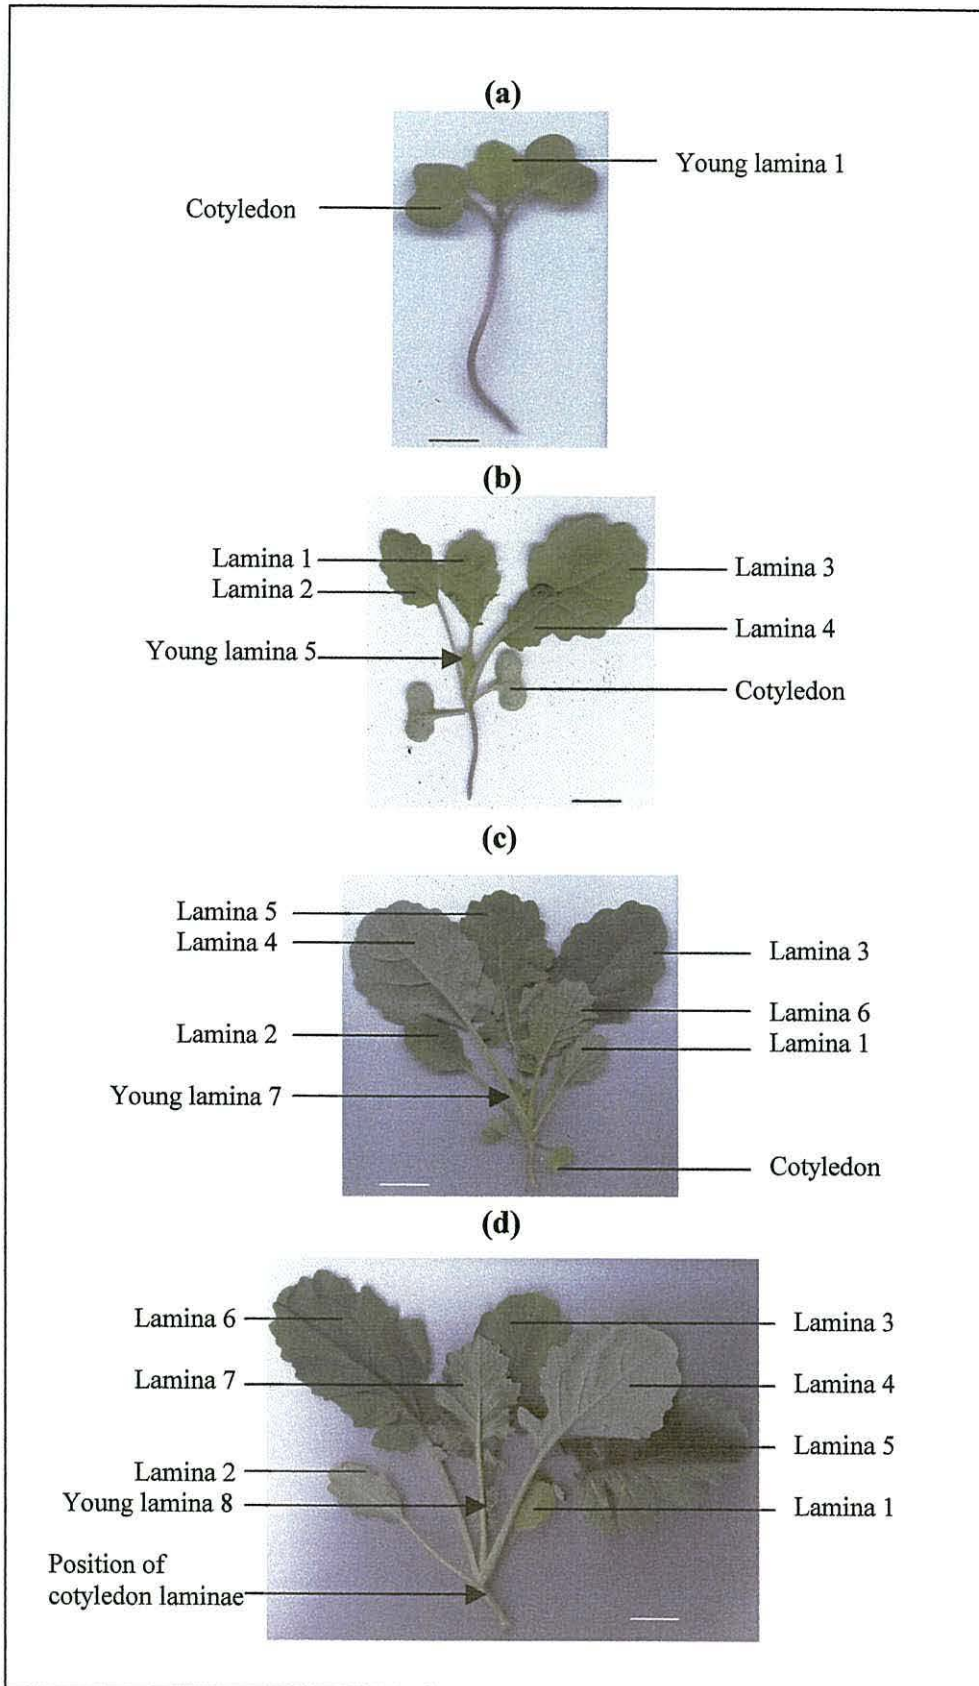 (a)
Young lamina 1
Cotyledon
(b)
Lamina 1
Lamina 2
Young lamina 5
Lamina 3
Lamina 4
Cotyledon
(c)
Lamina 5
Lamina 4
Lamina 2
Young lamina 7
Lamina 3
Lamina 6
Lamina 1
Cotyledon
(d)
Lamina 6
Lamina 7
Lamina 2
Young lamina 8
Position of
cotyledon laminae
Lamina 3
Lamina 4
Lamina 5
Lamina 1